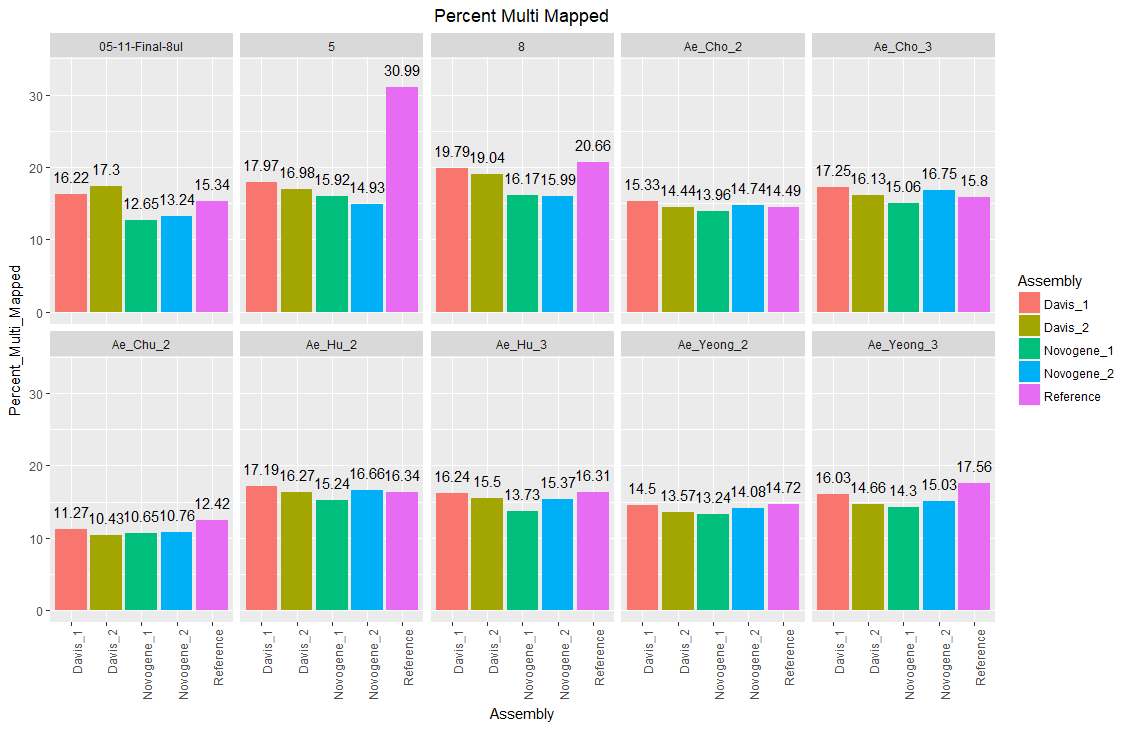 Percent Multi Mapped
05-11-Final-8ul
5
8
Ae_Cho_2
Ae_Cho_3
30
20
10
0
16.22 17.3 12.65 13.24 15.34
17.97 16.98 15.92 14.93 30.99
19.79 19.04 16.17 15.99 20.66
15.33 14.44 13.96 14.74 14.49
17.25 16.13 15.06 16.75 15.8
Ae_Chu_2
Ae_Hu_2
Ae_Hu_3
Ae_Yeong_2
Ae_Yeong_3
30
20
10
0
11.27 10.43 10.65 10.76 12.42
17.19 16.27 15.24 16.66 16.34
16.24 15.5 13.73 15.37 16.31
14.5 13.57 13.24 14.08 14.72
16.03 14.66 14.3 15.03 17.56
Percent_Multi_Mapped
Davis_1
Davis_2
Novogene_1
Novogene_2
Reference
Davis_1
Davis_2
Novogene_1
Novogene_2
Reference
Davis_1
Davis_2
Novogene_1
Novogene_2
Reference
Davis_1
Davis_2
Novogene_1
Novogene_2
Reference
Davis_1
Davis_2
Novogene_1
Novogene_2
Reference
Assembly
Assembly
Davis_1
Davis_2
Novogene_1
Novogene_2
Reference